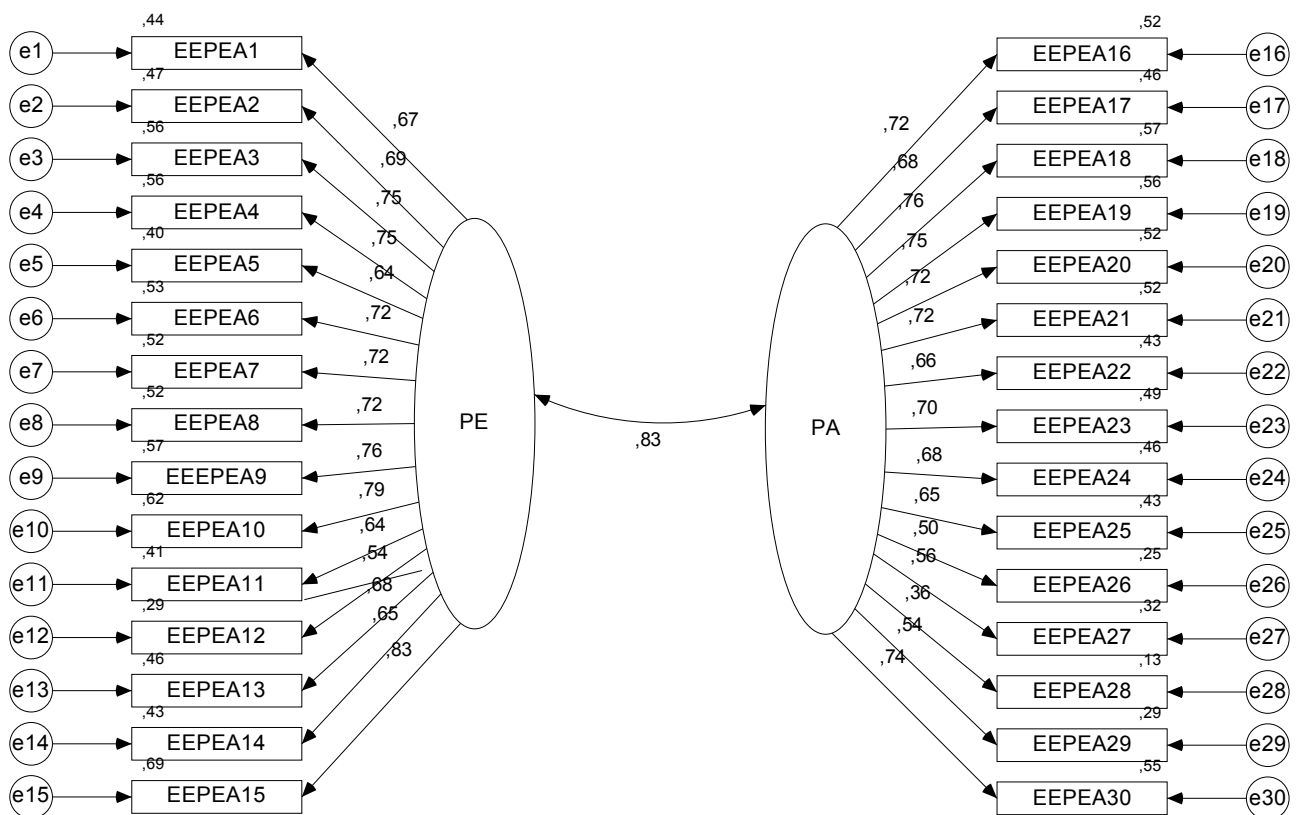 ,44
e1 EEPEA1
,47
e2 EEPEA2
,56
e3 EEPEA3
,56
e4 EEPEA4
,40
e5 EEPEA5
,53
e6 EEPEA6
,52
e7 EEPEA7
,52
e8 EEPEA8
,57
e9 EEEPEA9
,62
e10 EEPEA10
,41
e11 EEPEA11
,29
e12 EEPEA12
,46
e13 EEPEA13
,43
e14 EEPEA14
,69
e15 EEPEA15
,67
,69
,75
,75
,64
,72
,72
,72
,76
,79
,64
,54
,68
,65
,83
PE
,83
PA
,72
,68
,76
,75
,72
,72
,66
,70
,68
,65
,50
,56
,36
,54
,74
,52
EEPEA16 e16
,46
EEPEA17 e17
,57
EEPEA18 e18
,56
EEPEA19 e19
,52
EEPEA20 e20
,52
EEPEA21 e21
,43
EEPEA22 e22
,49
EEPEA23 e23
,46
EEPEA24 e24
,43
EEPEA25 e25
,25
EEPEA26 e26
,32
EEPEA27 e27
,13
EEPEA28 e28
,29
EEPEA29 e29
,55
EEPEA30 e30